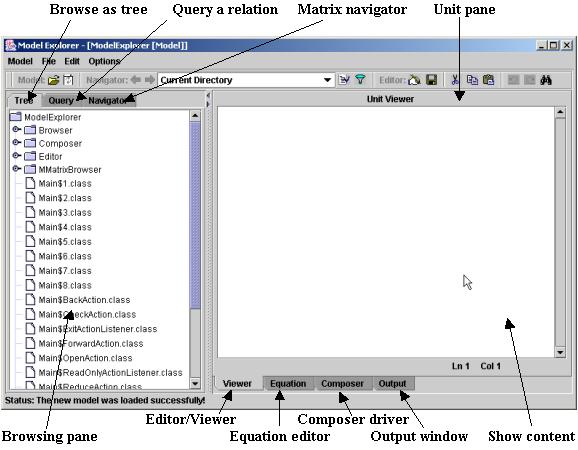 Browse as tree Query a relation Matrix navigator Unit pane
Model Explorer - [ModelExplorer [Model]]
Model File Edit Options
Model: Navigator: Current Directory Editor:
Tree Query Navigator Unit Viewer
ModelExplorer
Browser
Composer
Editor
MMatrixBrowser
Main$1.class
Main$2.class
Main$3.class
Main$4.class
Main$5.class
Main$6.class
Main$7.class
Main$8.class
Main$BackAction.class
Main$CheckAction.class
Main$ExitActionListener.class
Main$ForwardAction.class
Main$OpenAction.class
Main$ReadOnlyActionListener.class
Main$ReduceAction.class
Ln 1 Col 1
Viewer Equation Composer Output
Status: The new model was loaded successfully!
Editor/Viewer Composer driver
Browsing pane Equation editor Output window Show content